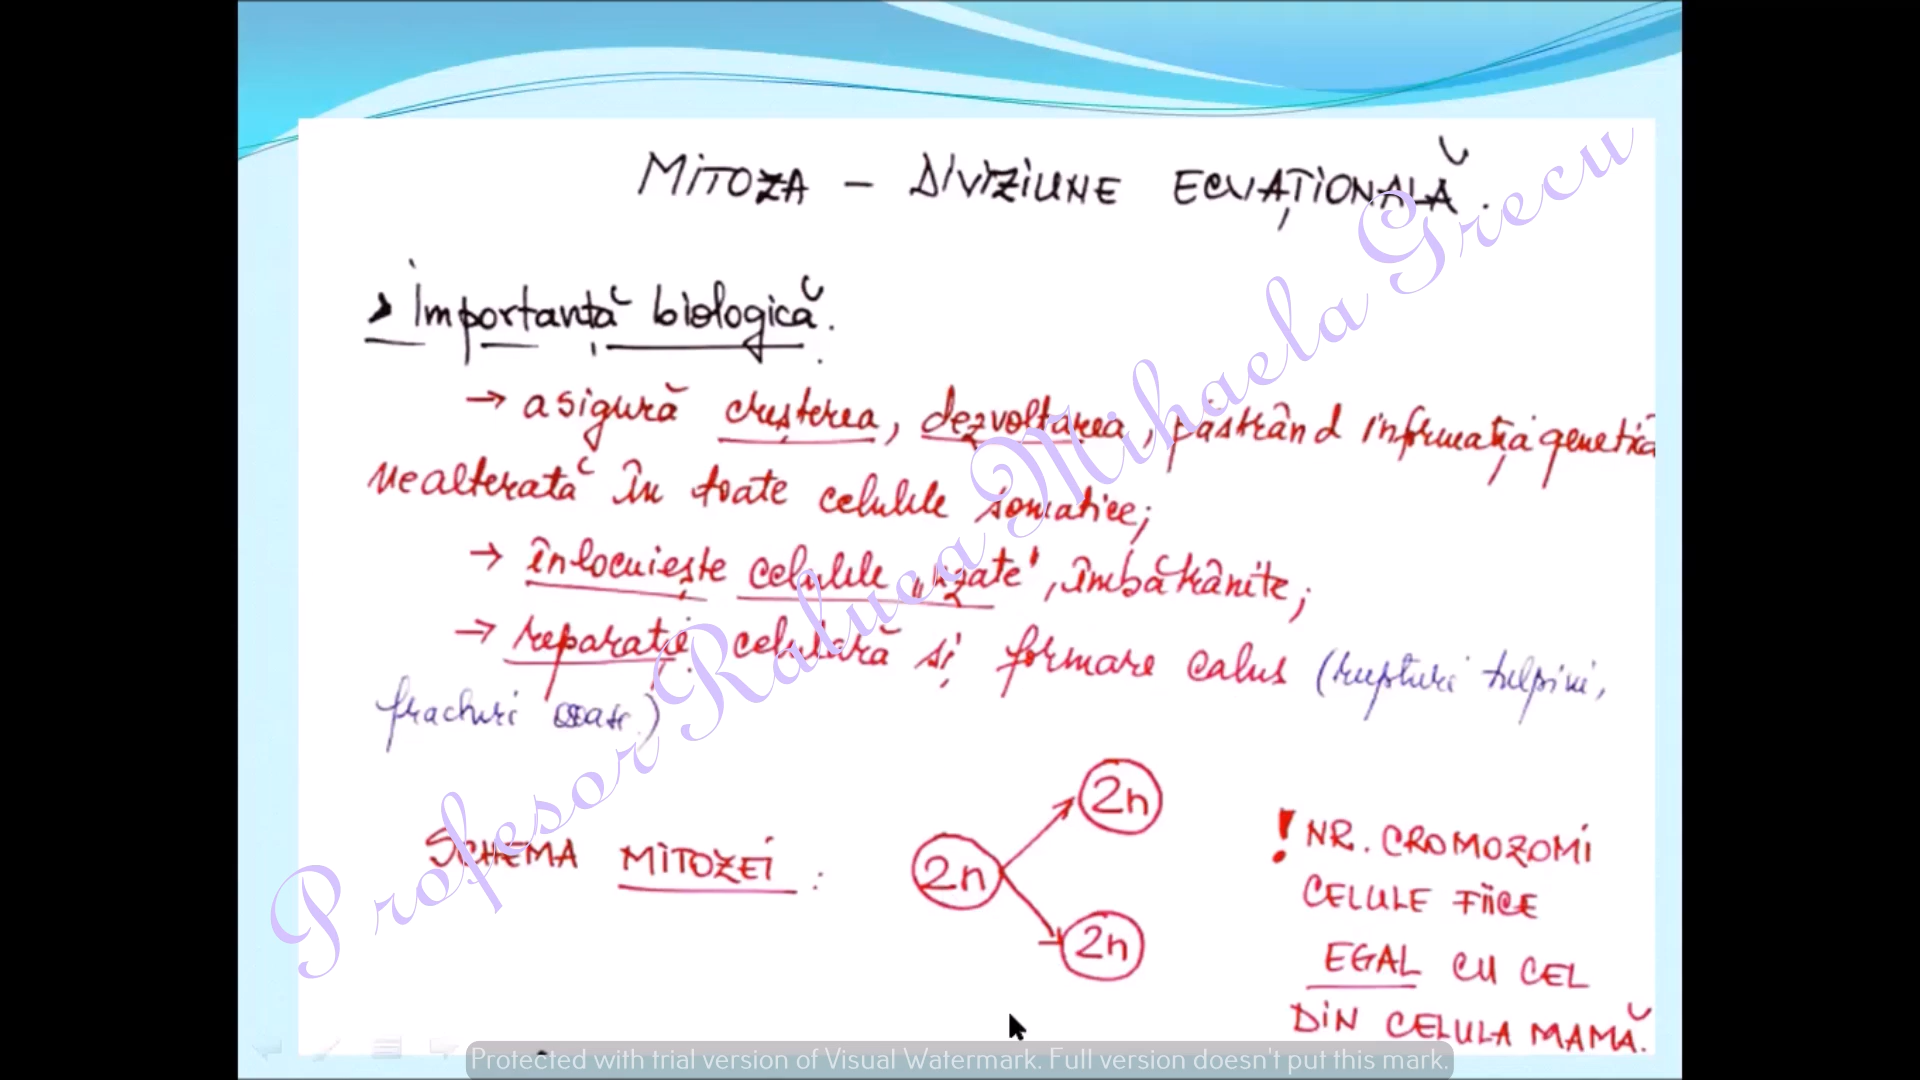 MITOZA – DIVIZIUNE ECUAȚIONALĂ.
Importanță biologică.
→ asigură creșterea, dezvoltarea, păstrând informația genetică
nealterată în toate celulele somatice;
→ înlocuiește celulele „uzate", îmbătrânite;
→ reparații celulară și formare calus (rupturi tulpini,
fracturi oase)
SCHEMA MITOZEI :
2n
2n
2n
! NR. CROMOZOMI
CELULE FIICE
EGAL CU CEL
DIN CELULA MAMĂ.
Profesor Raluca Mihaela Grecu
Protected with trial version of Visual Watermark. Full version doesn't put this mark.